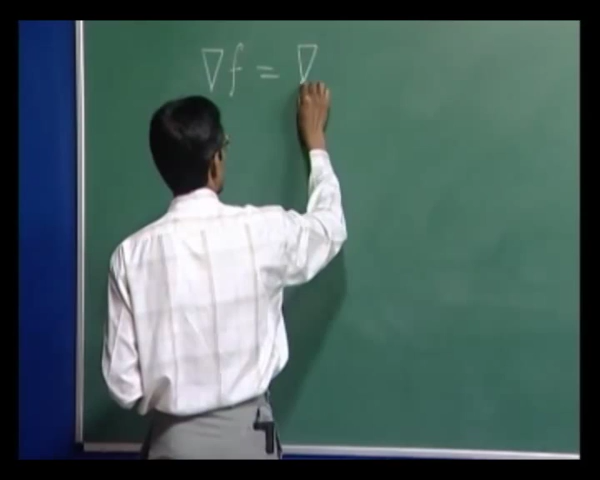 ∇f = ∇